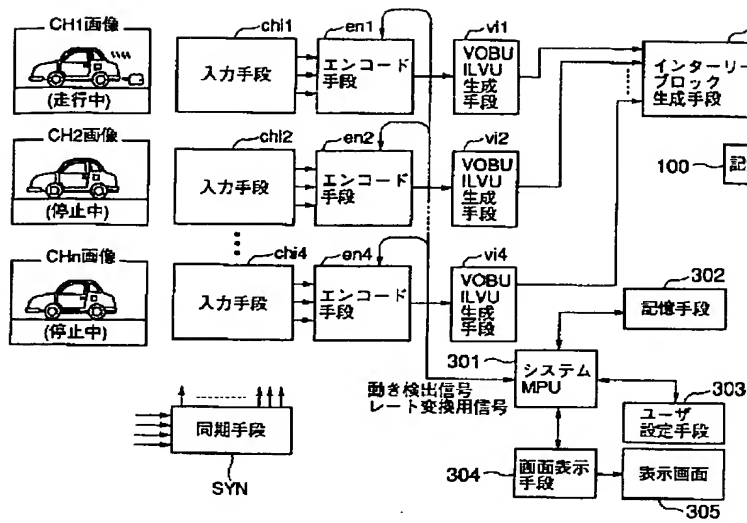 CH1画像
(走行中)
chi1
入力手段
en1
エンコード
手段
vi1
VOBU
ILVU
生成
手段
インターリー
ブロック
生成手段
CH2画像
(停止中)
chi2
入力手段
en2
エンコード
手段
vi2
VOBU
ILVU
生成
手段
100
記
CHn画像
(停止中)
chi4
入力手段
en4
エンコード
手段
vi4
VOBU
ILVU
生成
手段
302
記憶手段
301
システム
MPU
動き検出信号
レート変換用信号
303
ユーザ
設定手段
同期手段
SYN
304
画面表示
手段
表示画面
305